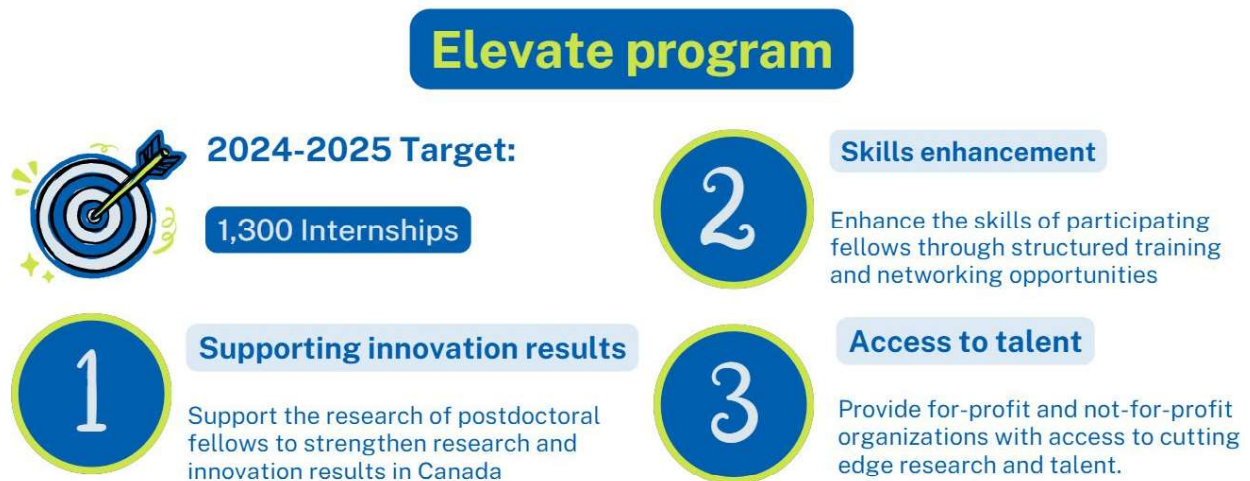 Elevate program
2024-2025 Target:
1,300 Internships
1
Supporting innovation results
Support the research of postdoctoral
fellows to strengthen research and
innovation results in Canada
2
Skills enhancement
Enhance the skills of participating
fellows through structured training
and networking opportunities
3
Access to talent
Provide for-profit and not-for-profit
organizations with access to cutting
edge research and talent.